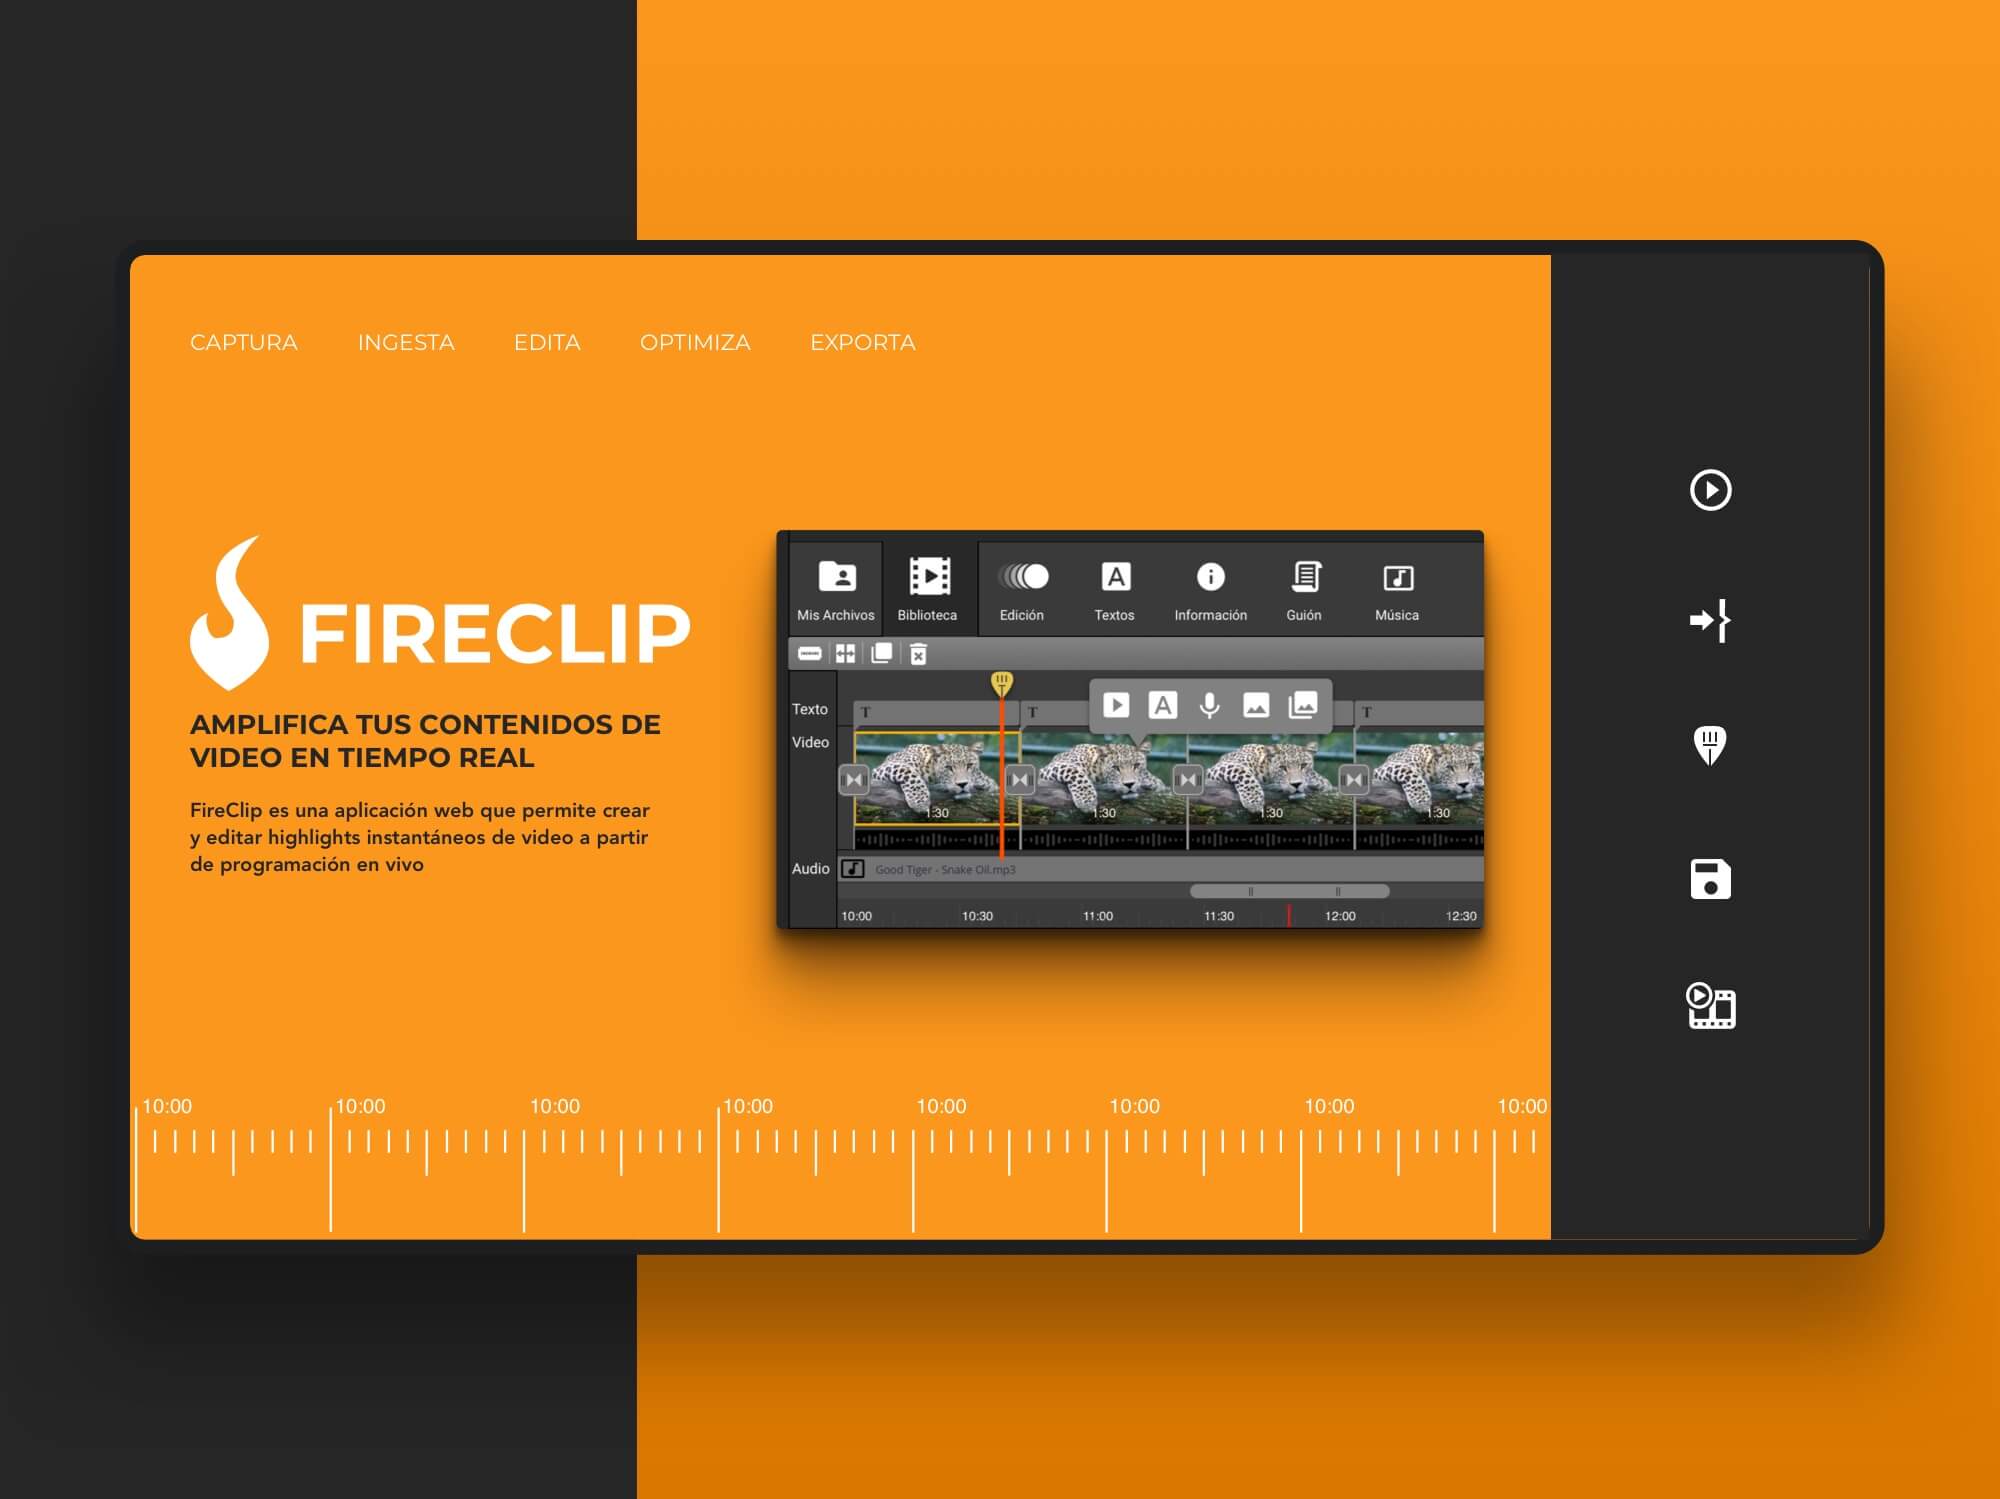 CAPTURA INGESTA EDITA OPTIMIZA EXPORTA
FIRECLIP
AMPLIFICA TUS CONTENIDOS DE
VIDEO EN TIEMPO REAL
FireClip es una aplicación web que permite crear
y editar highlights instantáneos de video a partir
de programación en vivo
Mis Archivos Biblioteca Edición Textos Información Guión Música
Texto T T T
Video
1:30 1:30 1:30 1:30
Audio Good Tiger - Snake Oil.mp3
10:00 10:30 11:00 11:30 12:00 12:30
10:00 10:00 10:00 10:00 10:00 10:00 10:00 10:00